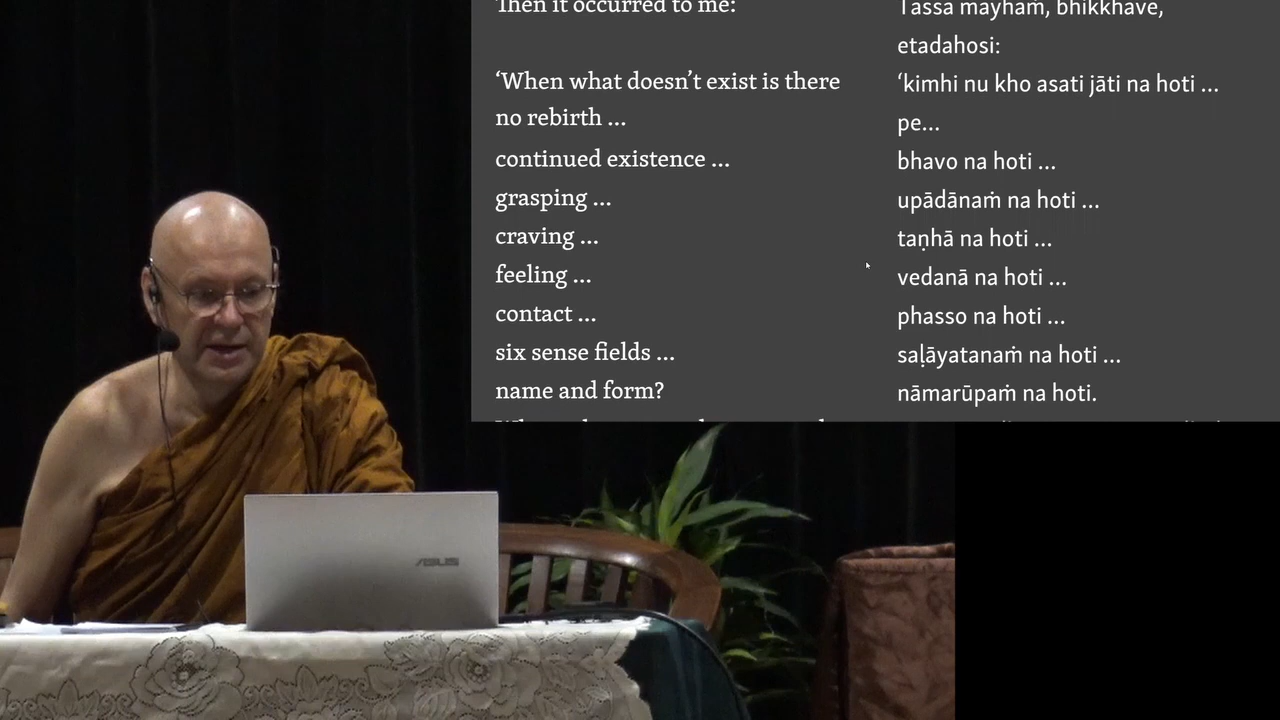 Then it occurred to me:
‘When what doesn’t exist is there
no rebirth …
continued existence …
grasping …
craving …
feeling …
contact …
six sense fields …
name and form?
Tassa mayhaṁ, bhikkhave,
etadahosi:
‘kimhi nu kho asati jāti na hoti …
pe…
bhavo na hoti …
upādānaṁ na hoti …
taṇhā na hoti …
vedanā na hoti …
phasso na hoti …
saḷāyatanaṁ na hoti …
nāmarūpaṁ na hoti.
ASUS